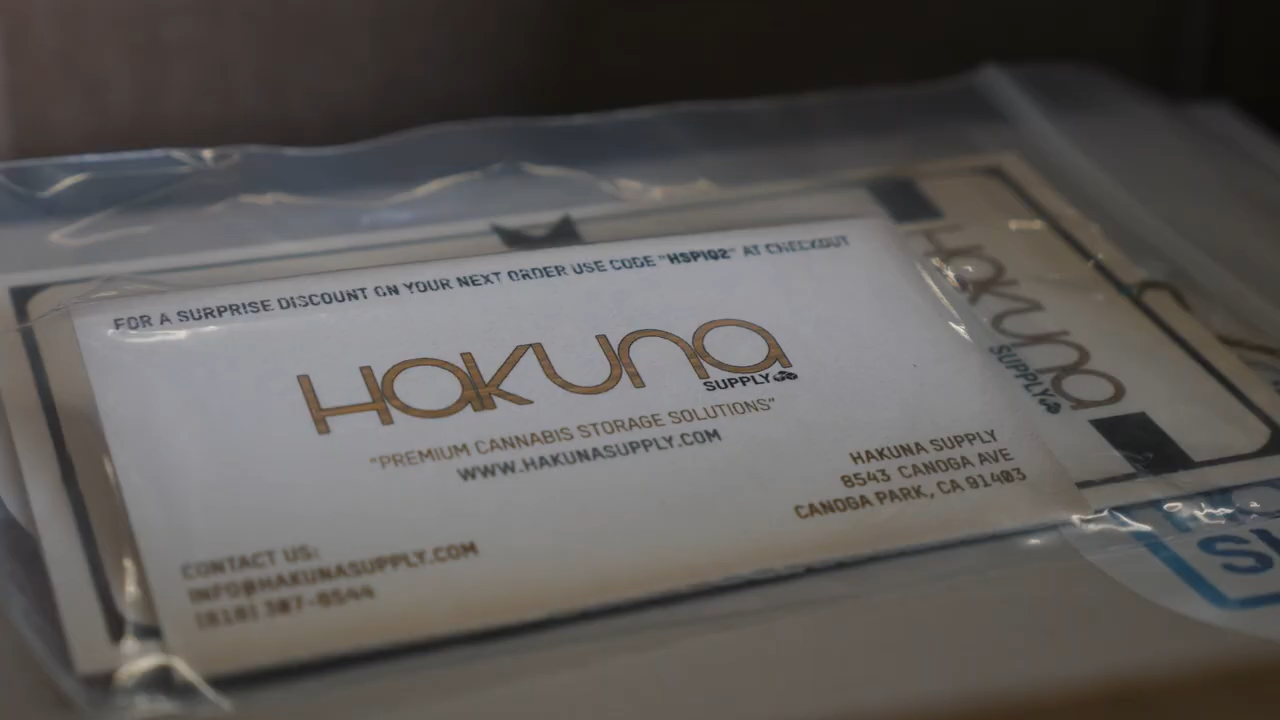 FOR A SURPRISE DISCOUNT ON YOUR NEXT ORDER USE CODE "HSP102" AT CHECKOUT
HAKUNA
SUPPLY
"PREMIUM CANNABIS STORAGE SOLUTIONS"
WWW.HAKUNASUPPLY.COM
HAKUNA SUPPLY
8543 CANOGA AVE
CANOGA PARK, CA 91403
CONTACT US:
INFO@HAKUNASUPPLY.COM
(818) 387-8544
HAKUNA
SUPPLY